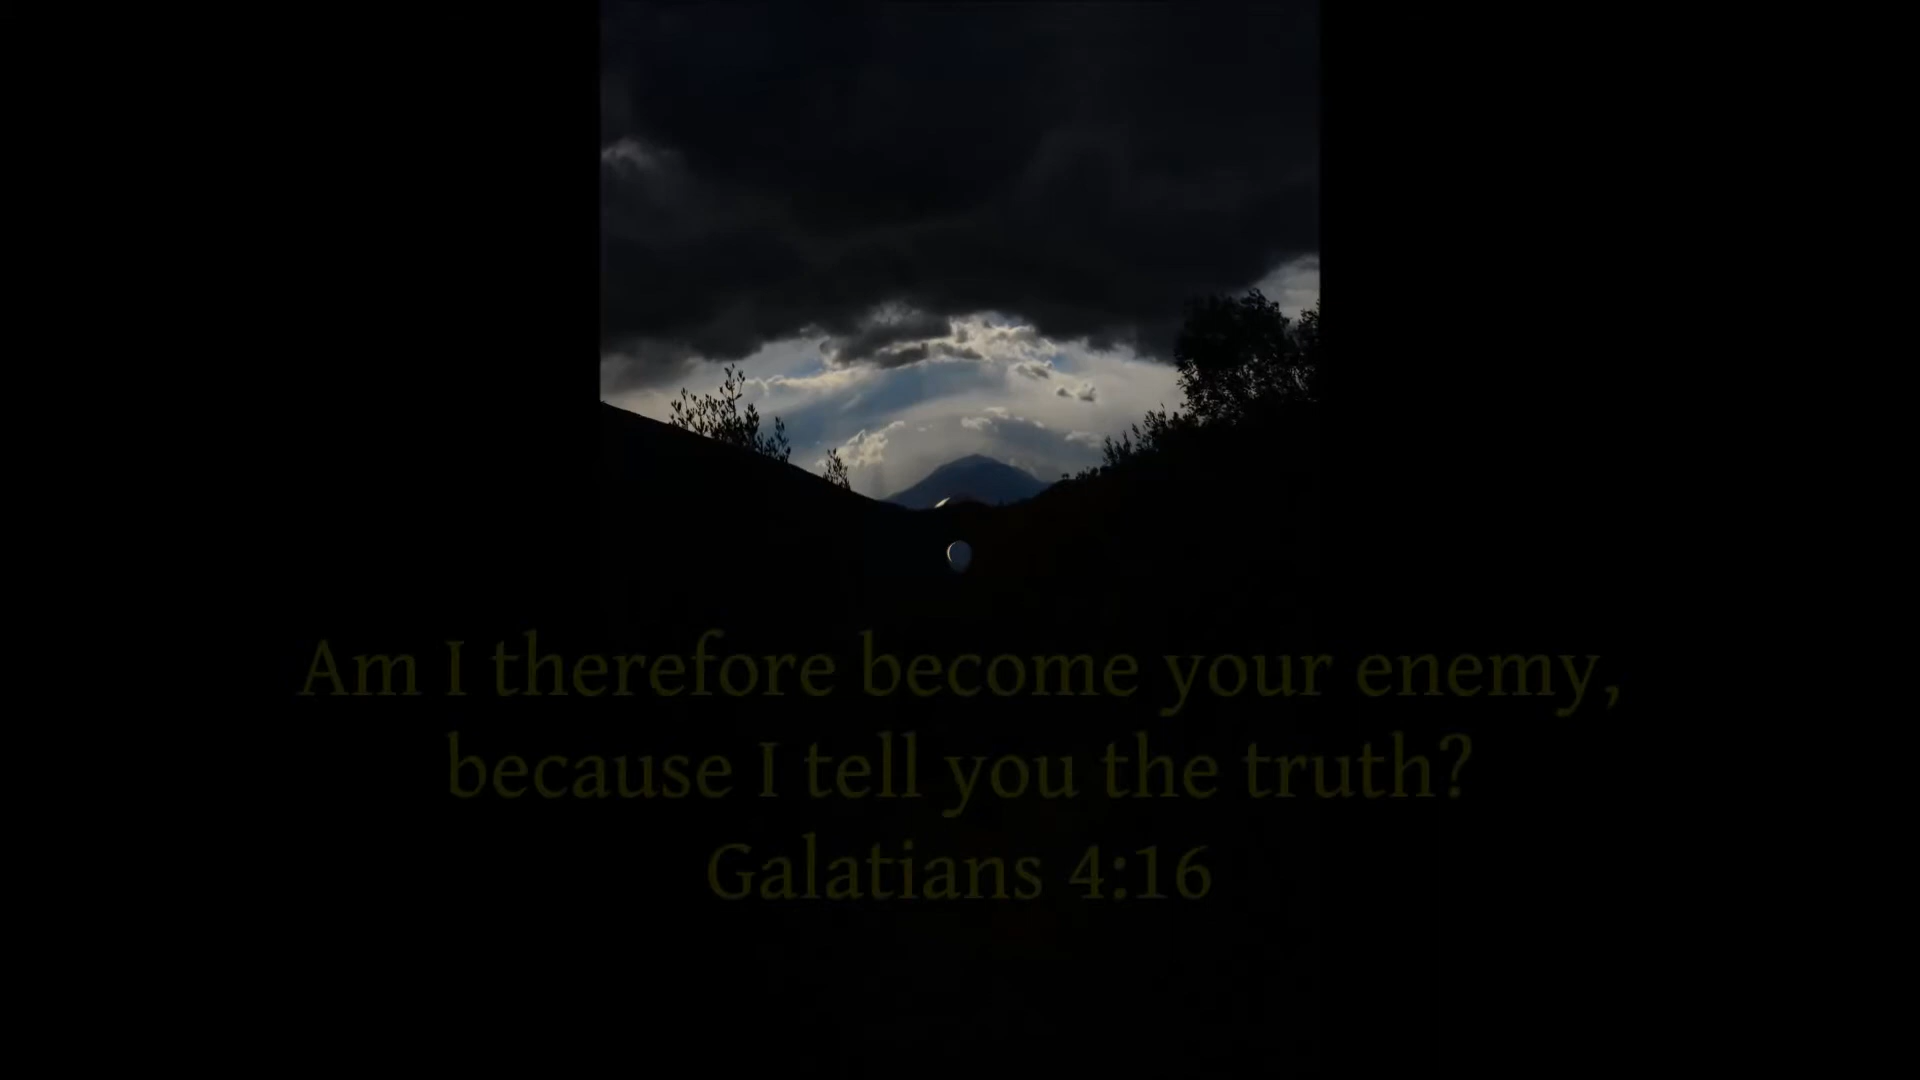 Am I therefore become your enemy,
because I tell you the truth?
Galatians 4:16